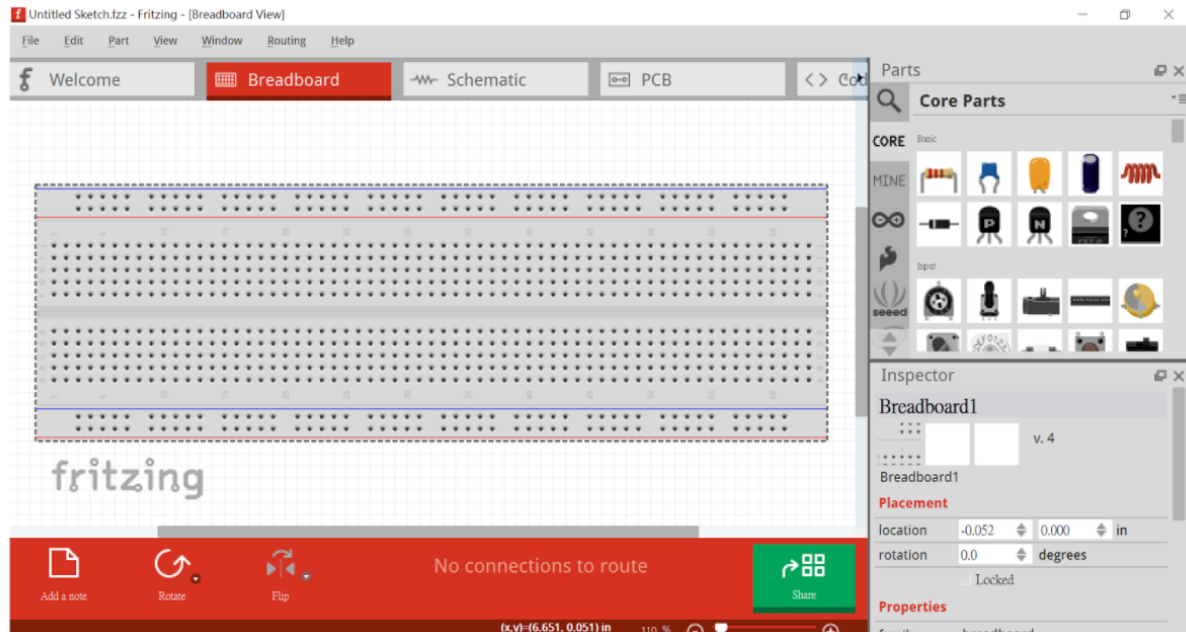 Untitled Sketch.fzz - Fritzing - [Breadboard View]
File Edit Part View Window Routing Help
Welcome
Breadboard
Schematic
PCB
<> Cod
Parts
Core Parts
CORE
Basic
MINE
Input
seeed
fritzing
Inspector
Breadboard1
v. 4
Breadboard1
Placement
location -0.052 0.000 in
rotation 0.0 degrees
Locked
Properties
Add a note
Rotate
Flip
No connections to route
Share
(x,y)=(6.651, 0.051) in 110 %